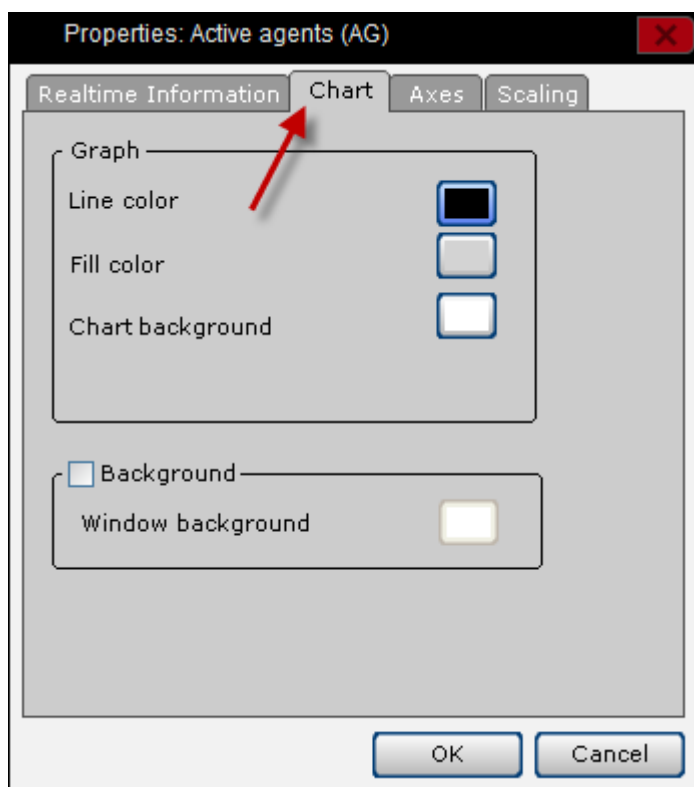 Properties: Active agents (AG)
Realtime Information Chart Axes Scaling
Graph
Line color
Fill color
Chart background
Background
Window background
OK Cancel